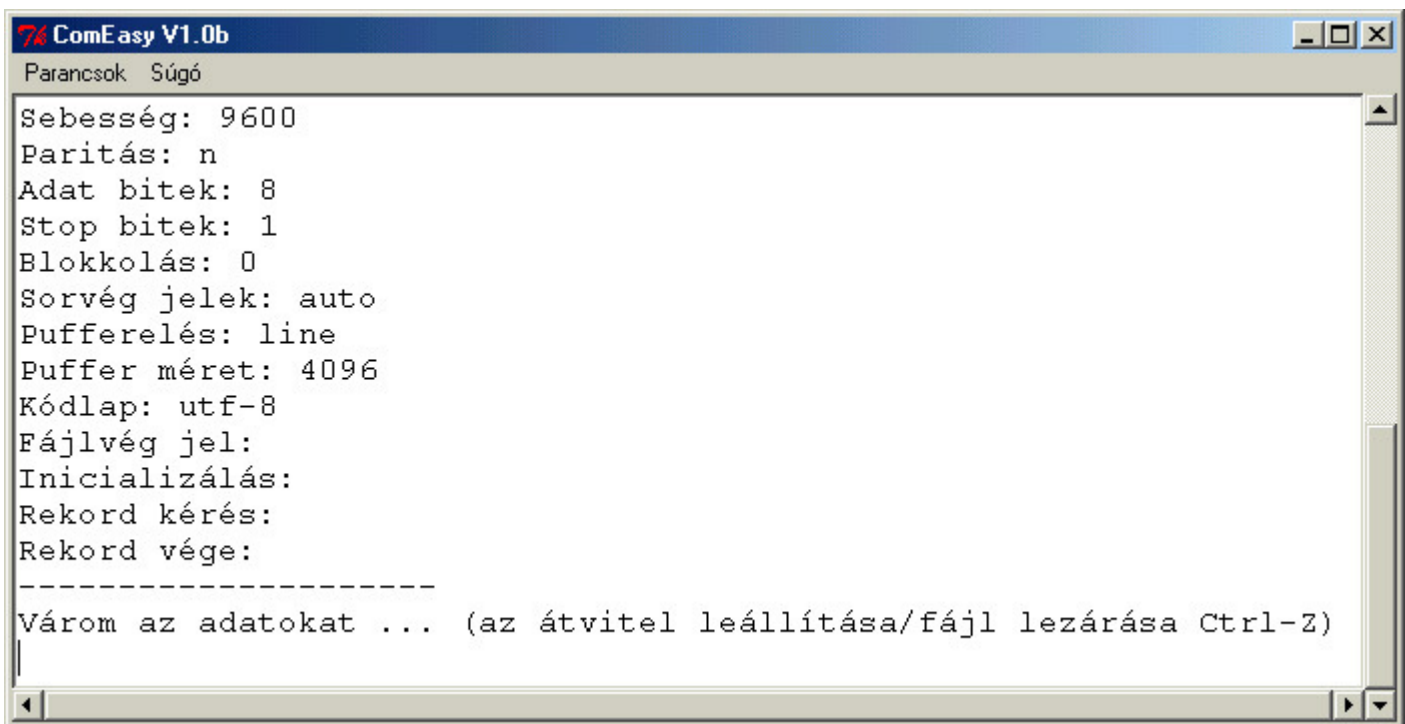 ComEasy V1.0b
Parancsok Súgó
Sebesség: 9600
Paritás: n
Adat bitek: 8
Stop bitek: 1
Blokkolás: 0
Sorvég jelek: auto
Pufferelés: line
Puffer méret: 4096
Kódlap: utf-8
Fájlvég jel:
Inicializálás:
Rekord kérés:
Rekord vége:
---------------------
Várom az adatokat ... (az átvitel leállítása/fájl lezárása Ctrl-Z)